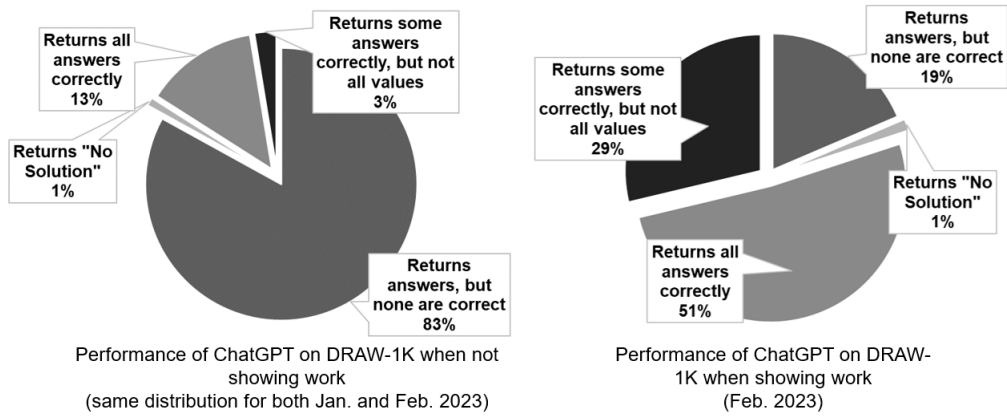 Returns all
answers
correctly
13%
Returns some
answers
correctly, but not
all values
3%
Returns "No
Solution"
1%
Returns
answers, but
none are correct
83%
Performance of ChatGPT on DRAW-1K when not
showing work
(same distribution for both Jan. and Feb. 2023)
Returns some
answers
correctly, but not
all values
29%
Returns
answers, but
none are correct
19%
Returns "No
Solution"
1%
Returns all
answers
correctly
51%
Performance of ChatGPT on DRAW-
1K when showing work
(Feb. 2023)